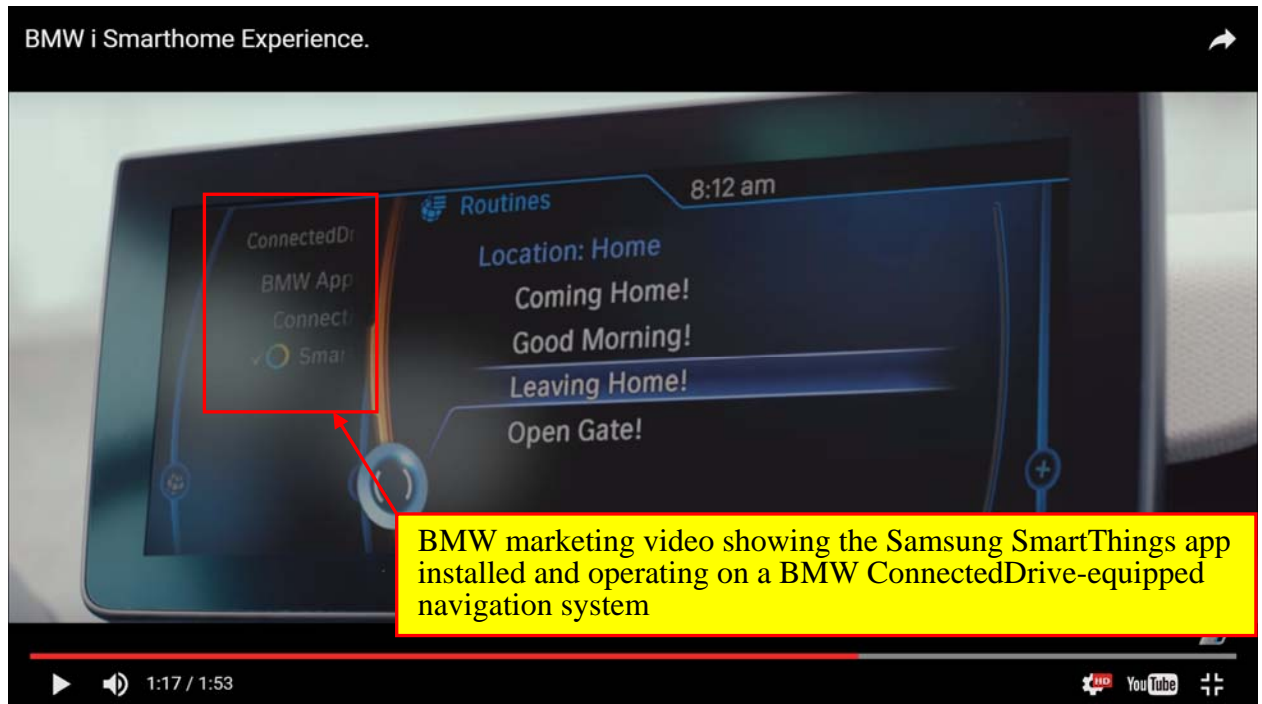 BMW i Smarthome Experience.
8:12 am
Routines
ConnectedDr
Location: Home
BMW App
Coming Home!
Connect
Good Morning!
Smar
Leaving Home!
Open Gate!
BMW marketing video showing the Samsung SmartThings app
installed and operating on a BMW ConnectedDrive-equipped
navigation system
1:17 / 1:53
HD
YouTube